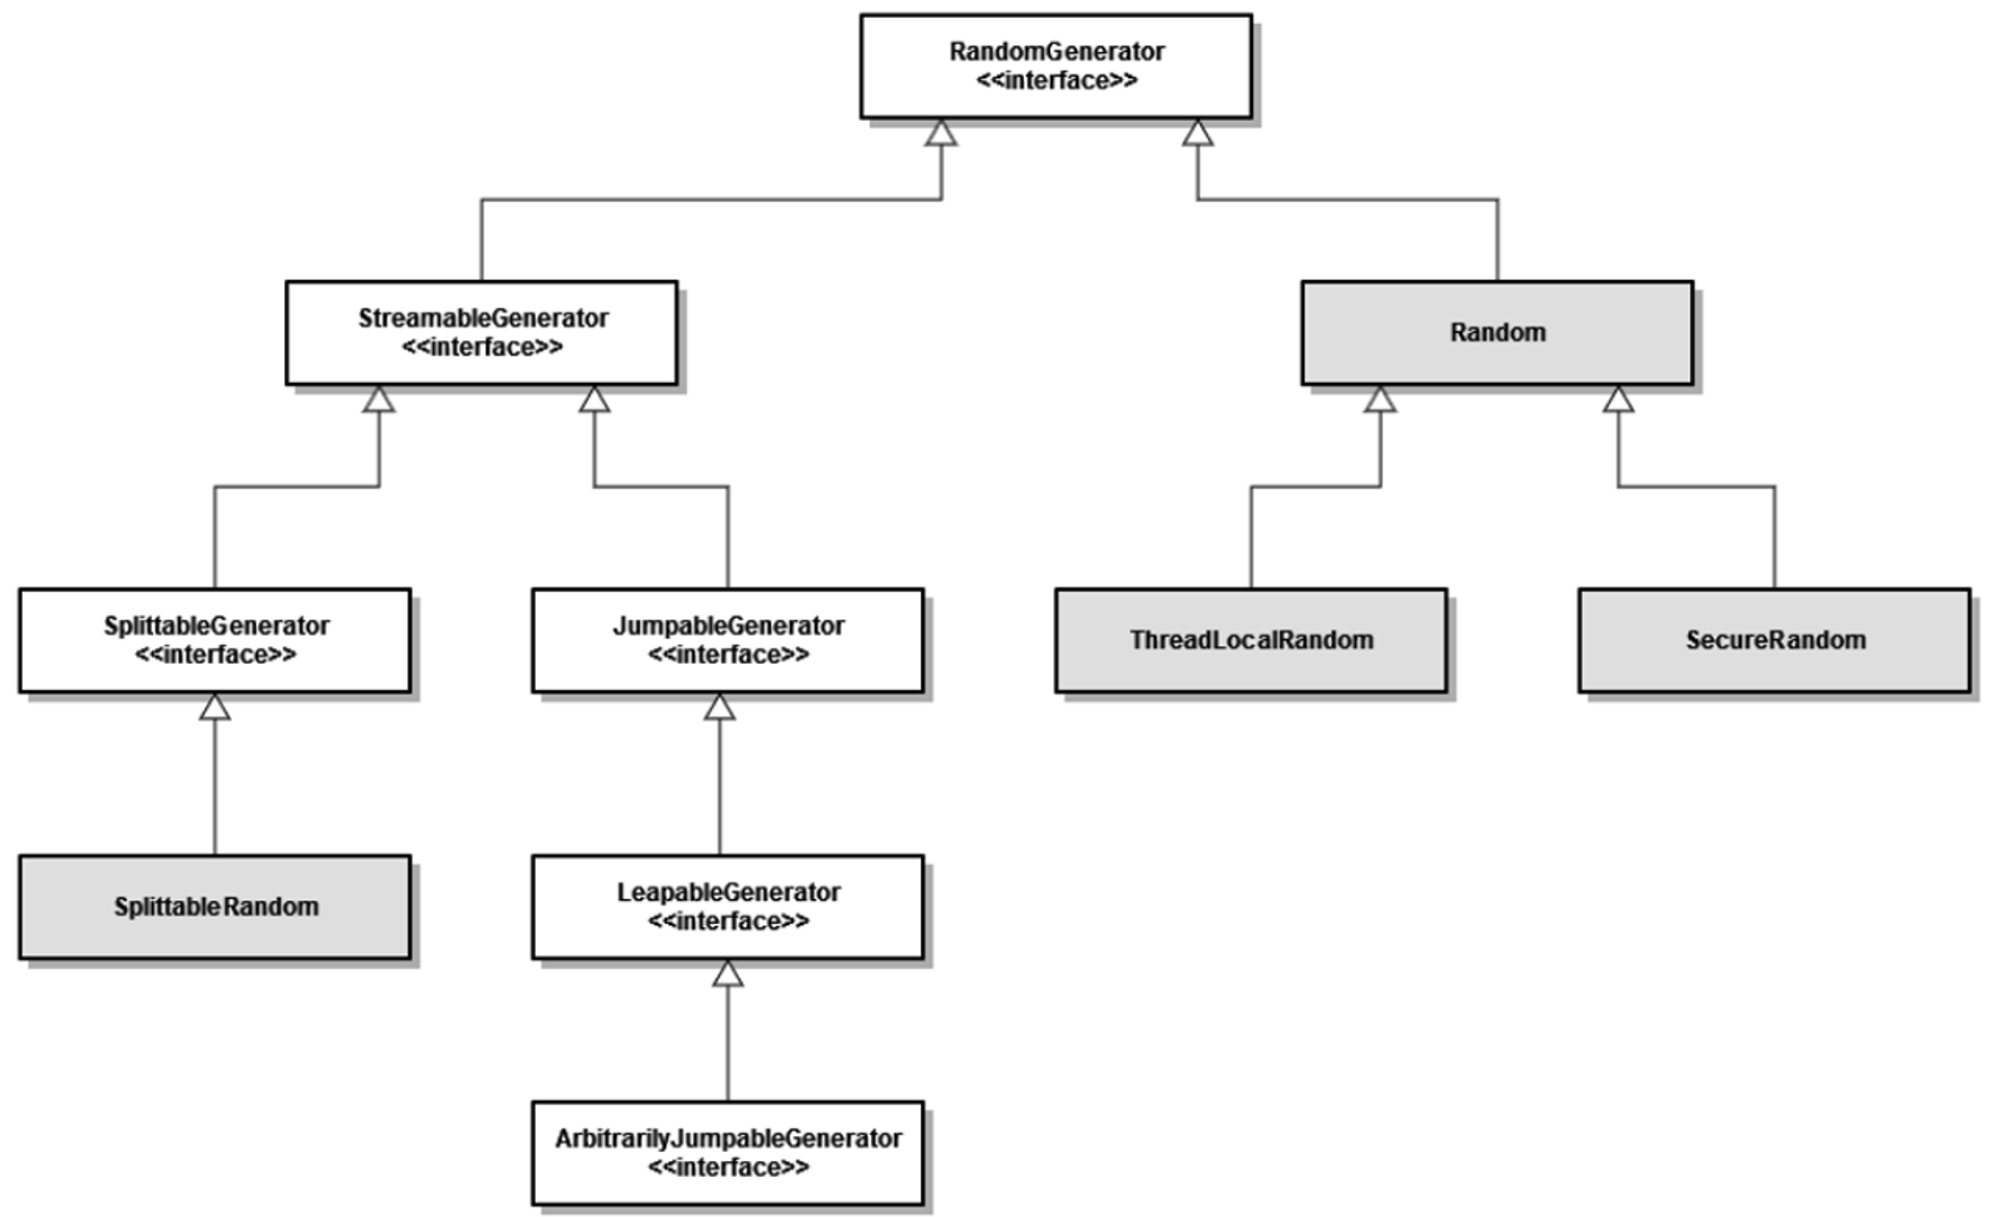 RandomGenerator
<<interface>>
StreamableGenerator
<<interface>>
Random
SplittableGenerator
<<interface>>
JumpableGenerator
<<interface>>
ThreadLocalRandom
SecureRandom
SplittableRandom
LeapableGenerator
<<interface>>
ArbitrarilyJumpableGenerator
<<interface>>